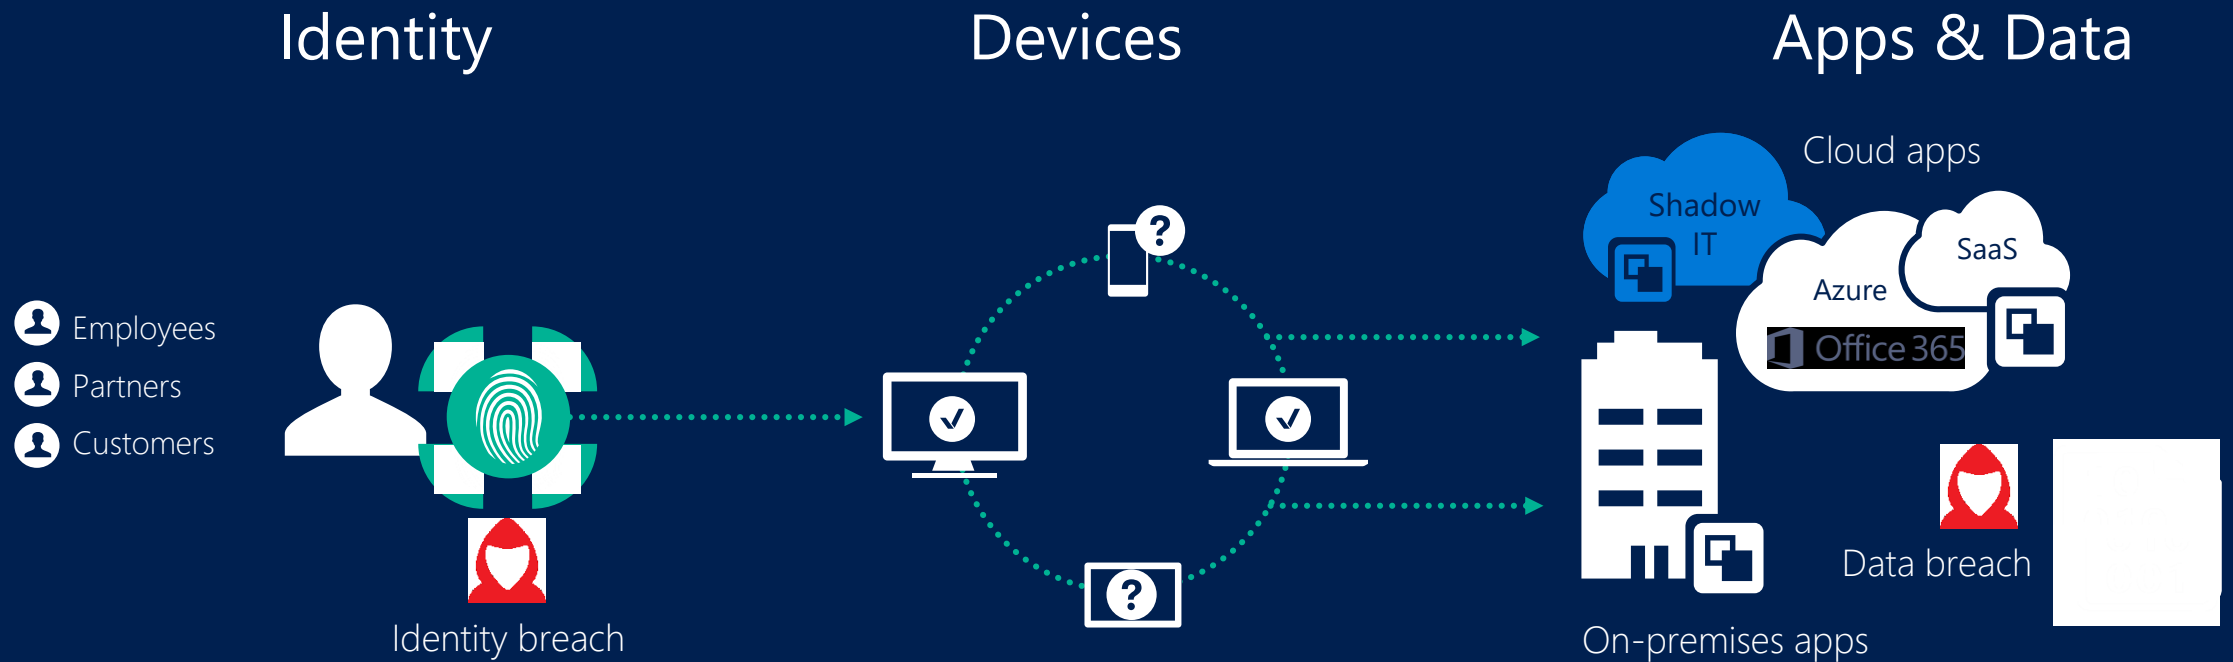 Identity
Devices
Apps & Data
Employees
Partners
Customers
Identity breach
?
?
Cloud apps
Shadow
IT
SaaS
Azure
Office 365
Data breach
On-premises apps